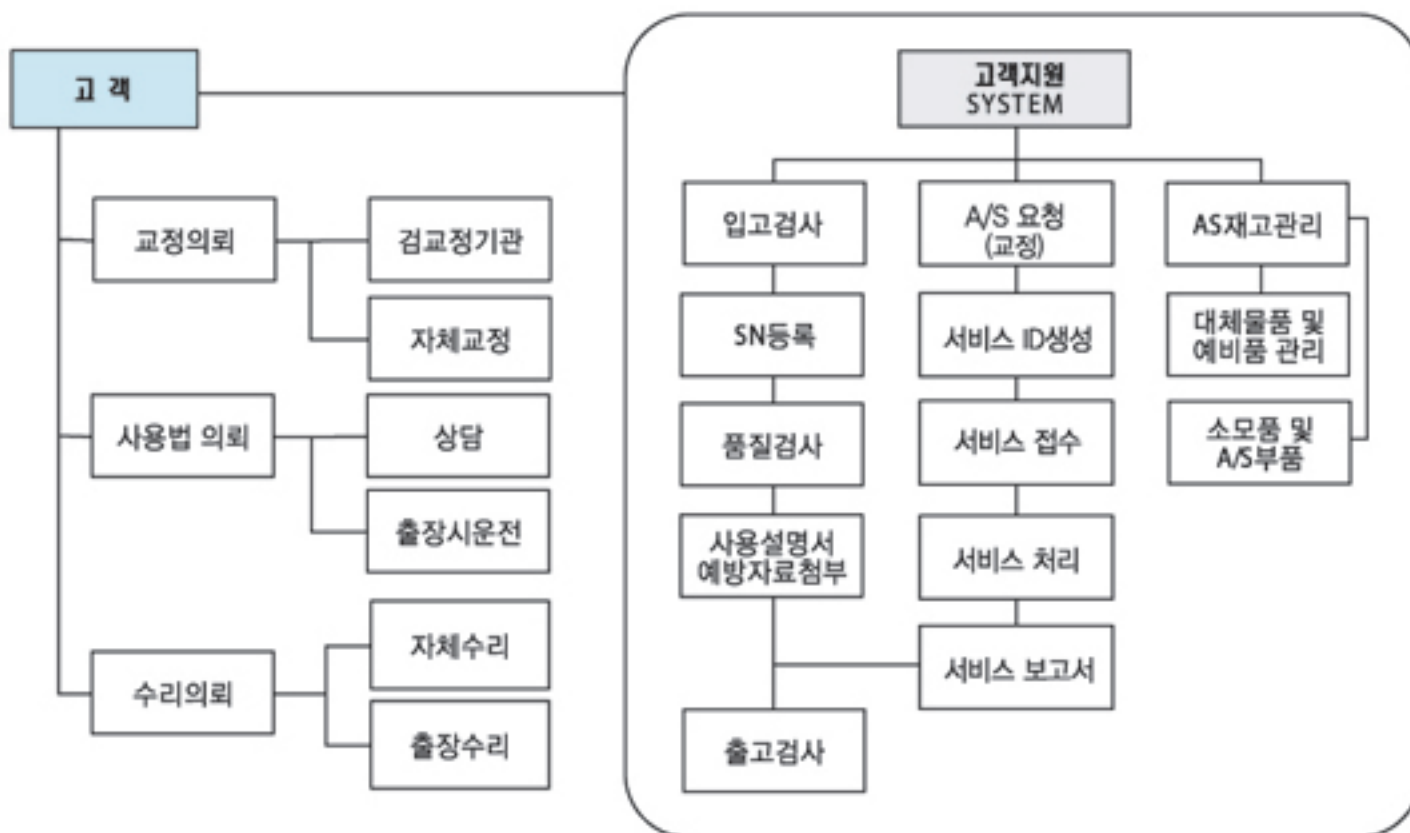 고 객
교정의뢰
검교정기관
자체교정
사용법 의뢰
상담
출장시운전
수리의뢰
자체수리
출장수리
고객지원
SYSTEM
입고검사
SN등록
품질검사
사용설명서
예방자료첨부
출고검사
A/S 요청
(교정)
서비스 ID생성
서비스 접수
서비스 처리
서비스 보고서
AS재고관리
대체물품 및
예비품 관리
소모품 및
A/S부품